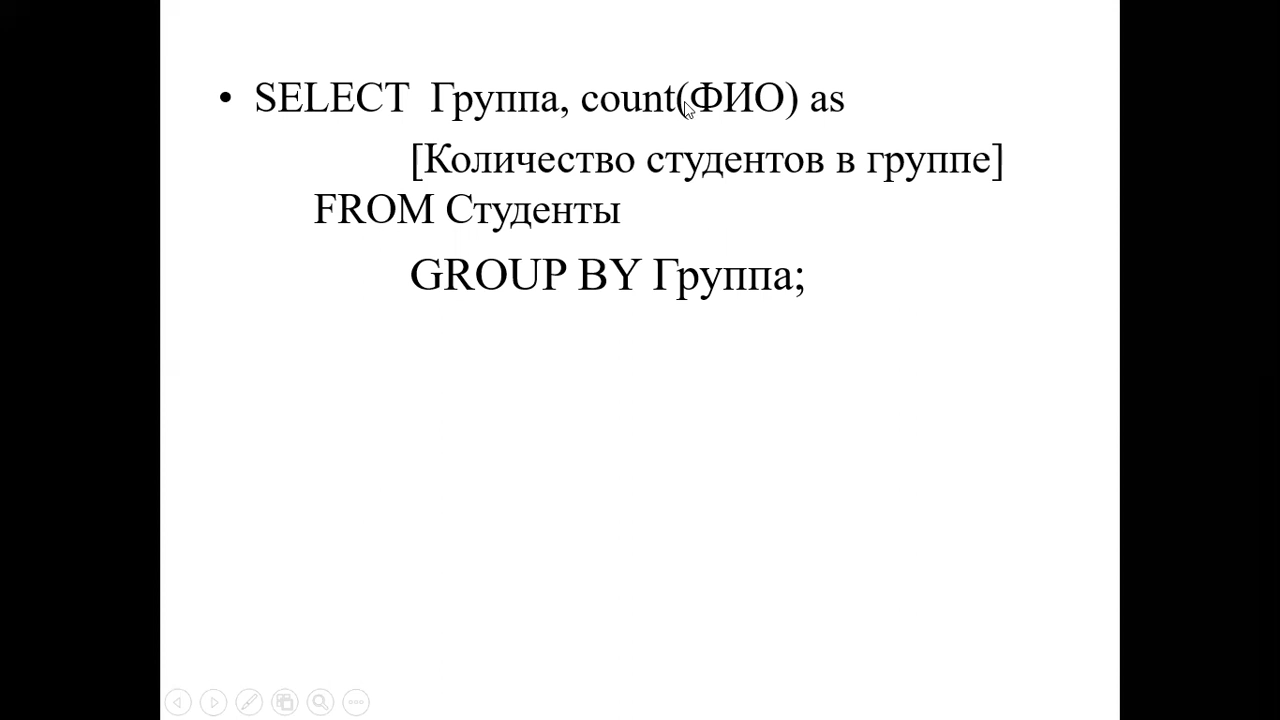 • SELECT Группа, count(ФИО) as
[Количество студентов в группе]
FROM Студенты
GROUP BY Группа;